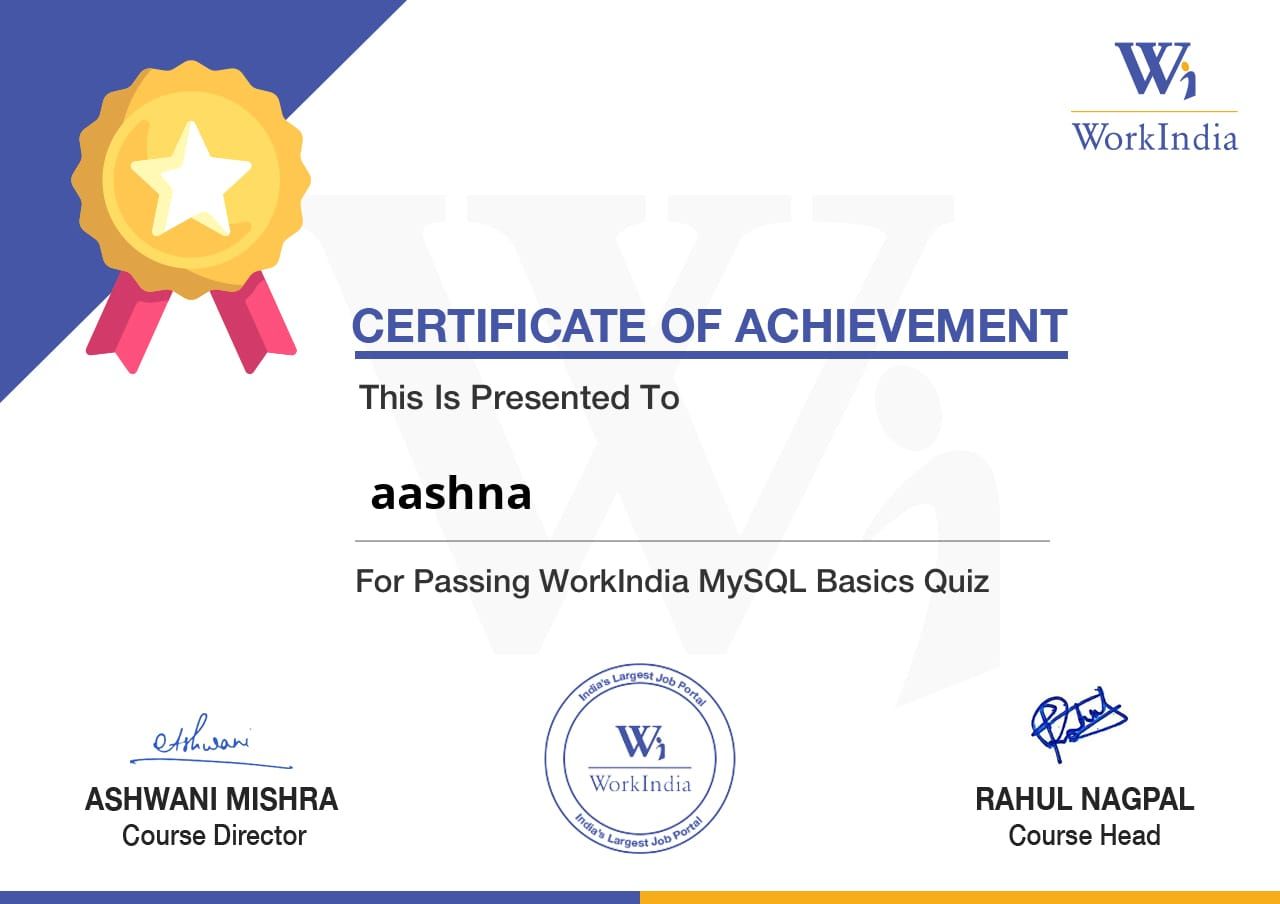 Wi
WorkIndia
CERTIFICATE OF ACHIEVEMENT
This Is Presented To
aashna
For Passing WorkIndia MySQL Basics Quiz
Ashwani
ASHWANI MISHRA
Course Director
India's Largest Job Portal
Wi
WorkIndia
India's Largest Job Portal
Rahul
RAHUL NAGPAL
Course Head